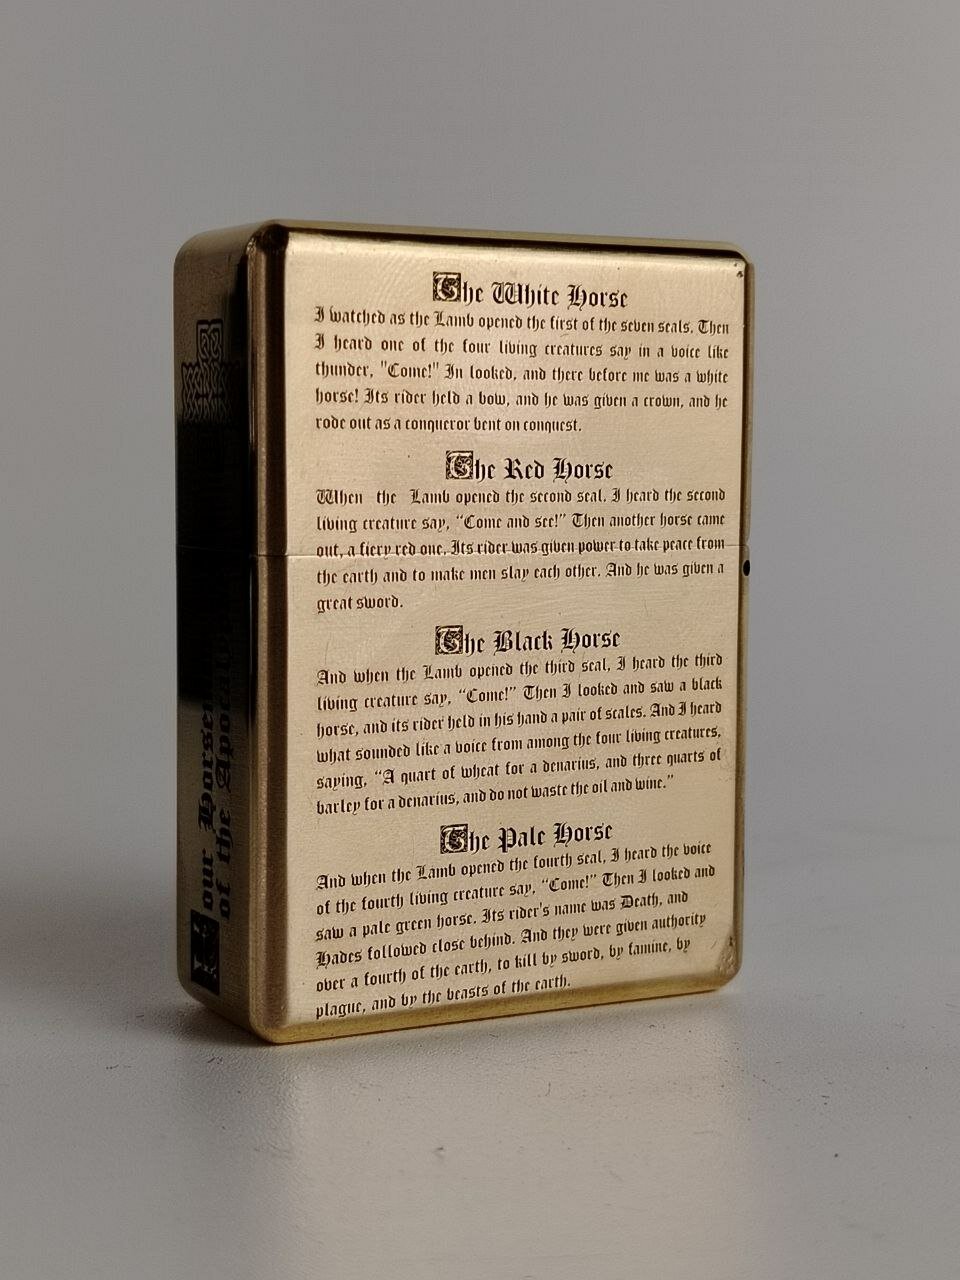 The White Horse
I watched as the Lamb opened the first of the seven seals. Then
I heard one of the four living creatures say in a voice like
thunder, "Come!" In looked, and there before me was a white
horse! Its rider held a bow, and he was given a crown, and he
rode out as a conqueror bent on conquest.
The Red Horse
When the Lamb opened the second seal, I heard the second
living creature say, “Come and see!” Then another horse came
out, a fiery red one. Its rider was given power to take peace from
the earth and to make men slay each other. And he was given a
great sword.
The Black Horse
And when the Lamb opened the third seal, I heard the third
living creature say, “Come!” Then I looked and saw a black
horse, and its rider held in his hand a pair of scales. And I heard
what sounded like a voice from among the four living creatures,
saying, “A quart of wheat for a denarius, and three quarts of
barley for a denarius, and do not waste the oil and wine.”
The Pale Horse
And when the Lamb opened the fourth seal, I heard the voice
of the fourth living creature say, “Come!” Then I looked and
saw a pale green horse. Its rider's name was Death, and
Hades followed close behind. And they were given authority
over a fourth of the earth, to kill by sword, by famine, by
plague, and by the beasts of the earth.
Four
of the